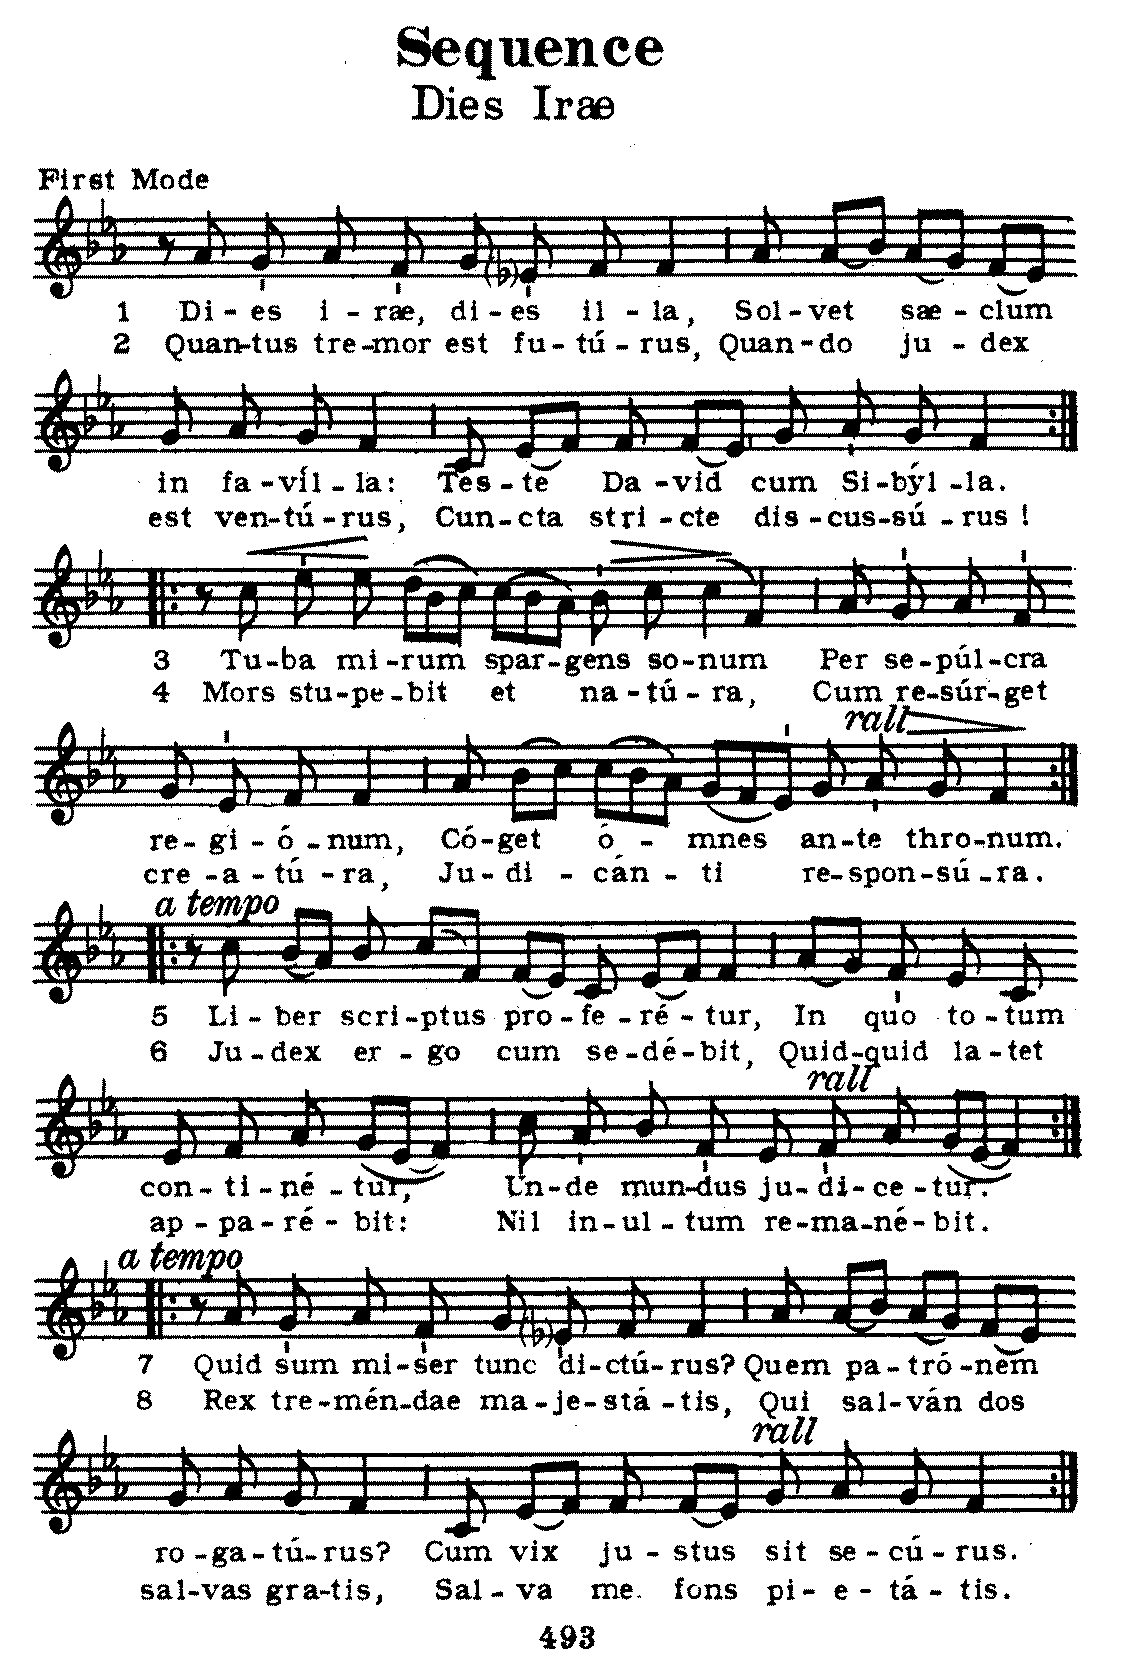 Sequence
Dies Iræ
First Mode
(b)
1 Di - es i - ræ, di - es il - la, Sol - vet sæ - clum
2 Quan-tus tre-mor est fu - tú - rus, Quan - do ju - dex
in fa - víl - la: Tes - te Da - vid cum Si - býl - la.
est ven-tú - rus, Cun - cta stri - cte dis - cus-sú - rus !
3 Tu-ba mi - rum spar-gens so-num Per se-púl-cra
4 Mors stu-pe-bit et na - tú - ra, Cum re-súr-get
rall
re - gi - ó - num, Có-get ó - mnes an-te thro-num.
cre - a - tú - ra, Ju - di - cán - ti re-spon-sú - ra.
a tempo
5 Li - ber scri-ptus pro - fe - ré - tur, In quo to - tum
6 Ju - dex er - go cum se - dé - bit, Quid-quid la - tet
rall
con - ti - né - tur, Un-de mun-dus ju - di - ce - tur.
ap - pa - ré - bit: Nil in - ul - tum re-ma-né-bit.
a tempo
(b)
7 Quid sum mi-ser tunc di-ctú-rus? Quem pa-tró-nem
8 Rex tre-mén-dae ma-je-stá-tis, Qui sal-ván dos
rall
ro - ga - tú-rus? Cum vix ju - stus sit se-cú - rus.
sal-vas gra-tis, Sal - va me. fons pi - e - tá - tis.
493